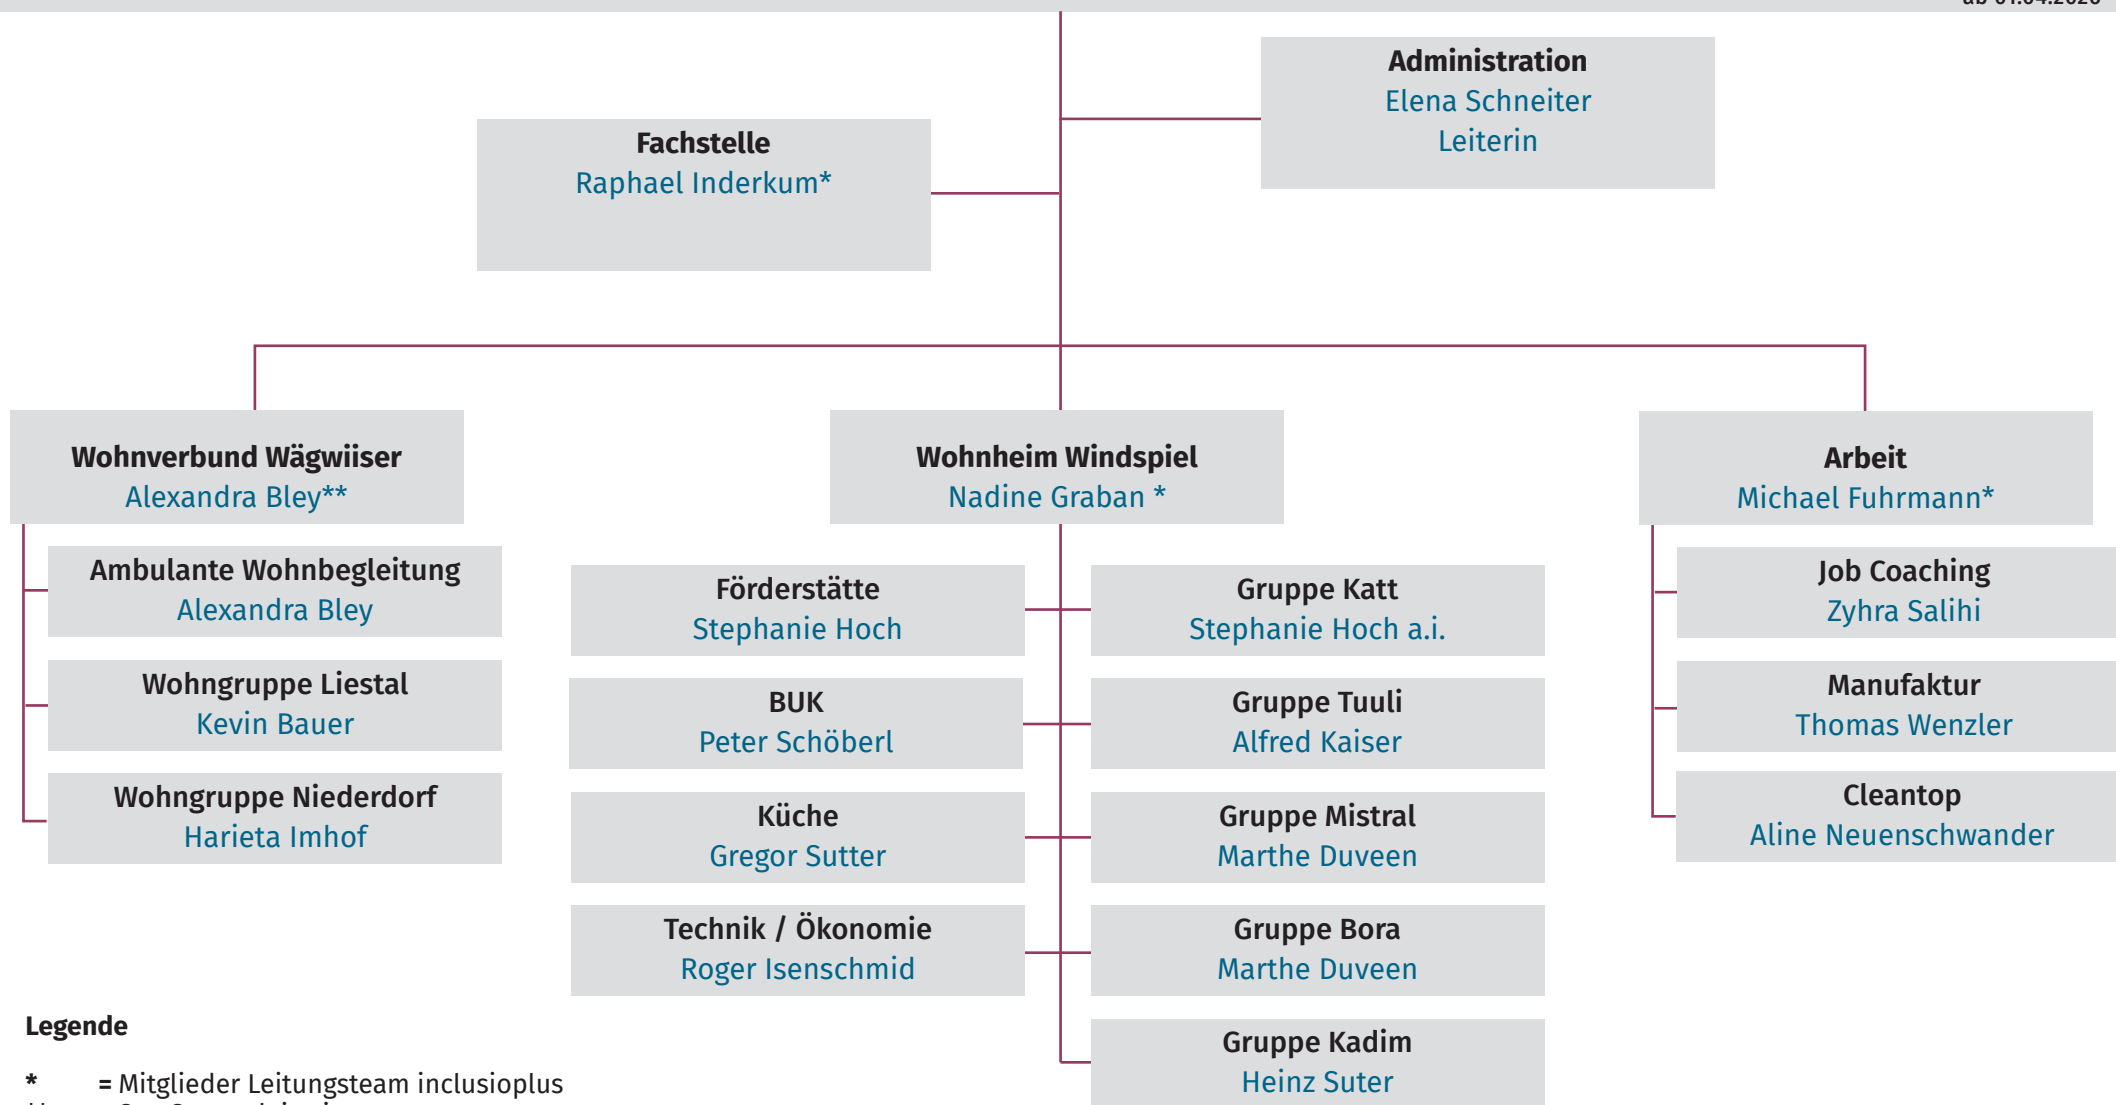 Administration
Elena Schneiter
Leiterin
Fachstelle
Raphael Inderkum*
Wohnverbund Wägwiiser
Alexandra Bley**
Ambulante Wohnbegleitung
Alexandra Bley
Wohngruppe Liestal
Kevin Bauer
Wohngruppe Niederdorf
Harieta Imhof
Wohnheim Windspiel
Nadine Graban *
Förderstätte
Stephanie Hoch
BUK
Peter Schöberl
Küche
Gregor Sutter
Technik / Ökonomie
Roger Isenschmid
Gruppe Katt
Stephanie Hoch a.i.
Gruppe Tuuli
Alfred Kaiser
Gruppe Mistral
Marthe Duveen
Gruppe Bora
Marthe Duveen
Gruppe Kadim
Heinz Suter
Arbeit
Michael Fuhrmann*
Job Coaching
Zyhra Salihi
Manufaktur
Thomas Wenzler
Cleantop
Aline Neuenschwander
Legende
* = Mitglieder Leitungsteam inclusioplus